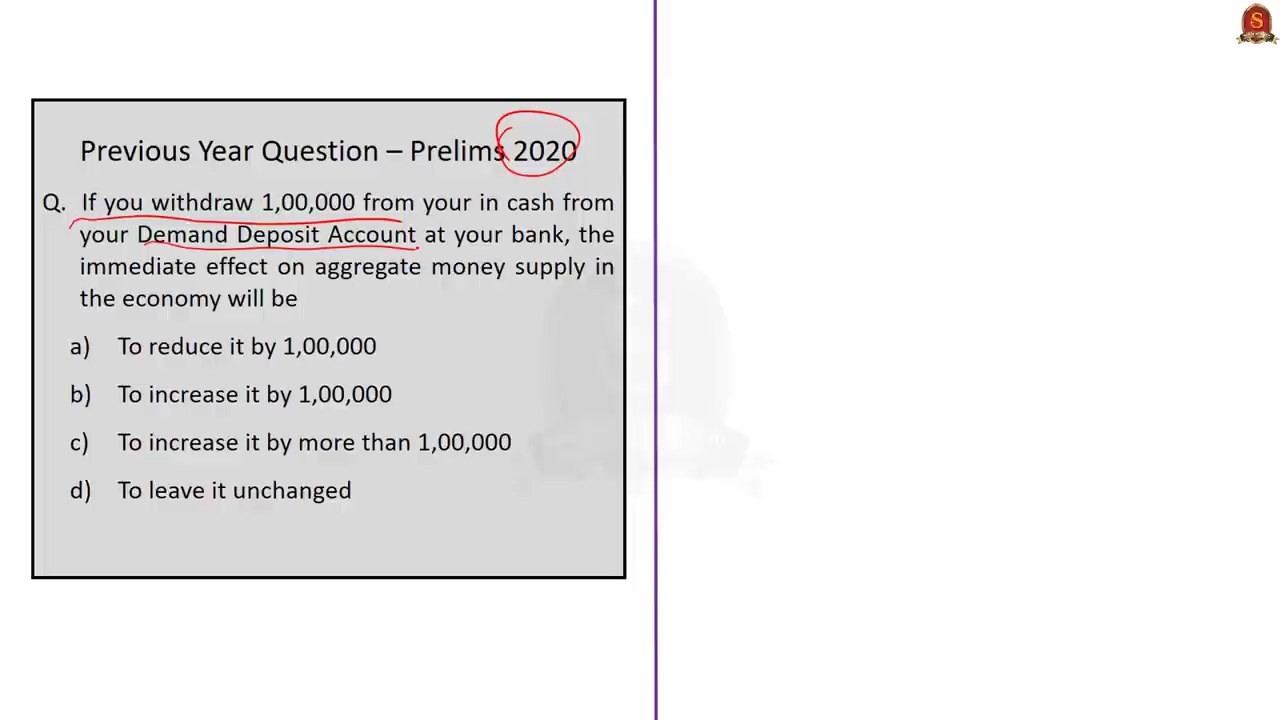 Previous Year Question – Prelims 2020
Q. If you withdraw 1,00,000 from your in cash from
your Demand Deposit Account at your bank, the
immediate effect on aggregate money supply in
the economy will be
a) To reduce it by 1,00,000
b) To increase it by 1,00,000
c) To increase it by more than 1,00,000
d) To leave it unchanged
S